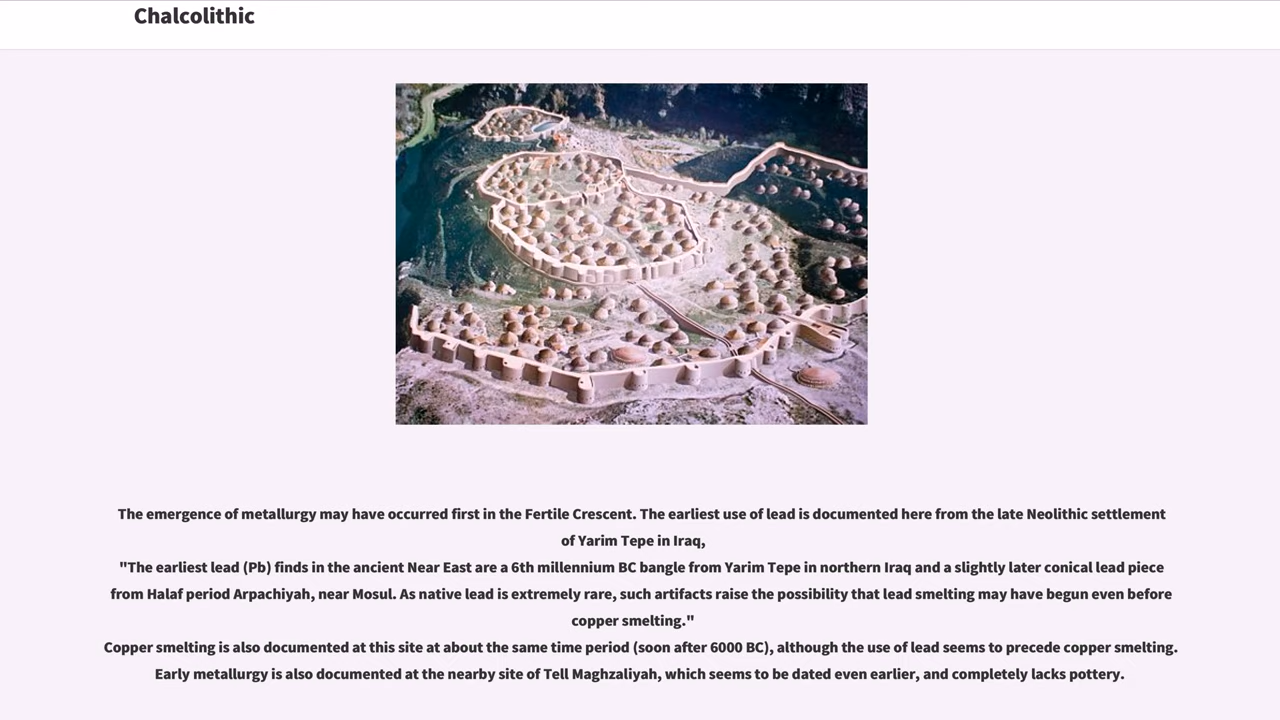 Chalcolithic
The emergence of metallurgy may have occurred first in the Fertile Crescent. The earliest use of lead is documented here from the late Neolithic settlement
of Yarim Tepe in Iraq,
"The earliest lead (Pb) finds in the ancient Near East are a 6th millennium BC bangle from Yarim Tepe in northern Iraq and a slightly later conical lead piece
from Halaf period Arpachiyah, near Mosul. As native lead is extremely rare, such artifacts raise the possibility that lead smelting may have begun even before
copper smelting."
Copper smelting is also documented at this site at about the same time period (soon after 6000 BC), although the use of lead seems to precede copper smelting.
Early metallurgy is also documented at the nearby site of Tell Maghzaliyah, which seems to be dated even earlier, and completely lacks pottery.